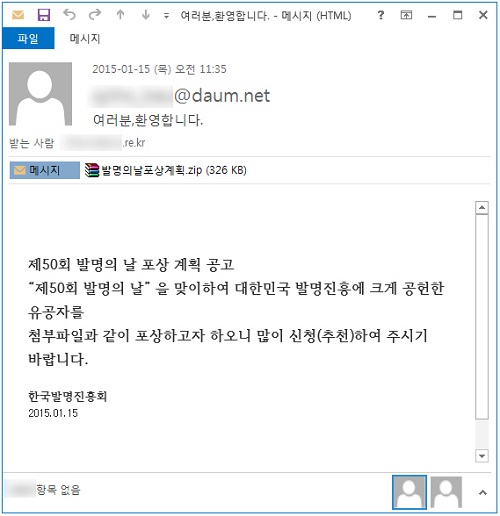 여러분,환영합니다. - 메시지 (HTML)
파일 메시지
2015-01-15 (목) 오전 11:35
@daum.net
여러분,환영합니다.
받는 사람 .re.kr
메시지 발명의날포상계획.zip (326 KB)
제50회 발명의 날 포상 계획 공고
“제50회 발명의 날” 을 맞이하여 대한민국 발명진흥에 크게 공헌한
유공자를
첨부파일과 같이 포상하고자 하오니 많이 신청(추천)하여 주시기
바랍니다.
한국발명진흥회
2015.01.15
항목 없음